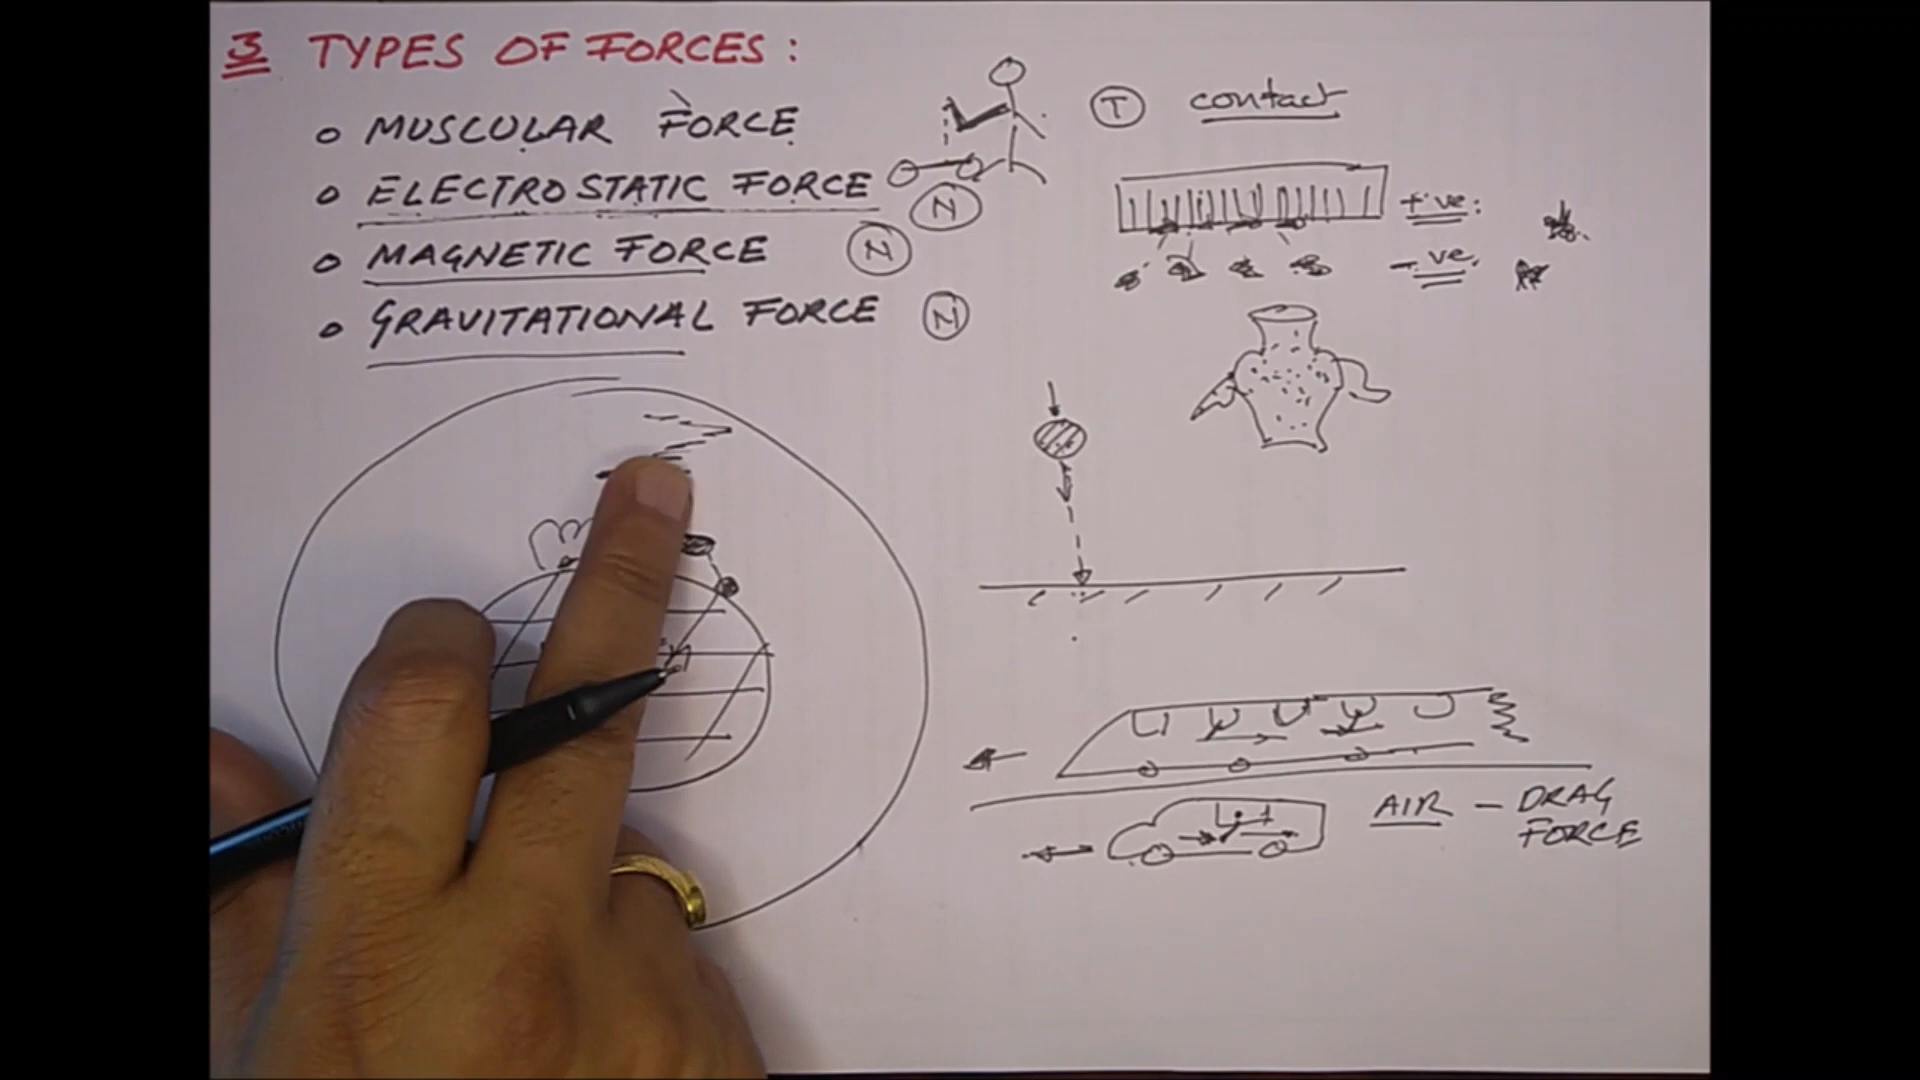 3 TYPES OF FORCES:
o MUSCULAR FORCE
T contact
o ELECTROSTATIC FORCE N
+ve:
o MAGNETIC FORCE N
-ve.
o GRAVITATIONAL FORCE N
AIR - DRAG
FORCE